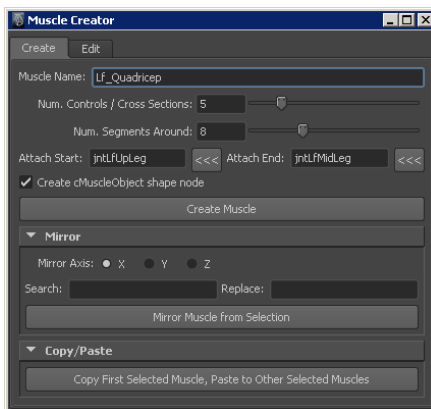 Muscle Creator
Create Edit
Muscle Name: Lf_Quadricep
Num. Controls / Cross Sections: 5
Num. Segments Around: 8
Attach Start: jntLfUpLeg <<< Attach End: jntLfMidLeg <<<
Create cMuscleObject shape node
Create Muscle
Mirror
Mirror Axis: X Y Z
Search: Replace:
Mirror Muscle from Selection
Copy/Paste
Copy First Selected Muscle, Paste to Other Selected Muscles